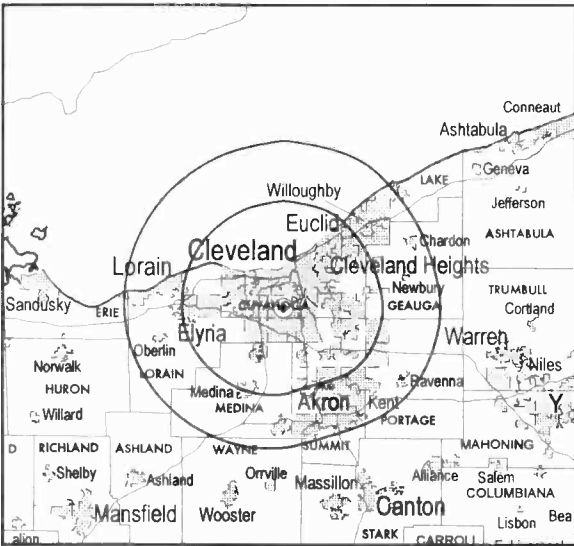 Conneaut
Ashtabula
Geneva
LAKE
Willoughby
Jefferson
Euclid
ASHTABULA
Cleveland
Chardon
Lorain
Cleveland Heights
Newbury
TRUMBULL
Sandusky
CUYAHOGA
GEAUGA
Cortland
ERIE
Elyria
Warren
Oberlin
Norwalk
LORAIN
Niles
HURON
Medina
Ravenna
Willard
MEDINA
Akron
Kent
Y
PORTAGE
D
RICHLAND
ASHLAND
WAYNE
SUMMIT
MAHONING
Shelby
Ashland
Orrville
Massillon
Alliance
Salem
COLUMBIANA
Mansfield
Wooster
Canton
Lisbon
Bea
STARK
CARROLL
alion